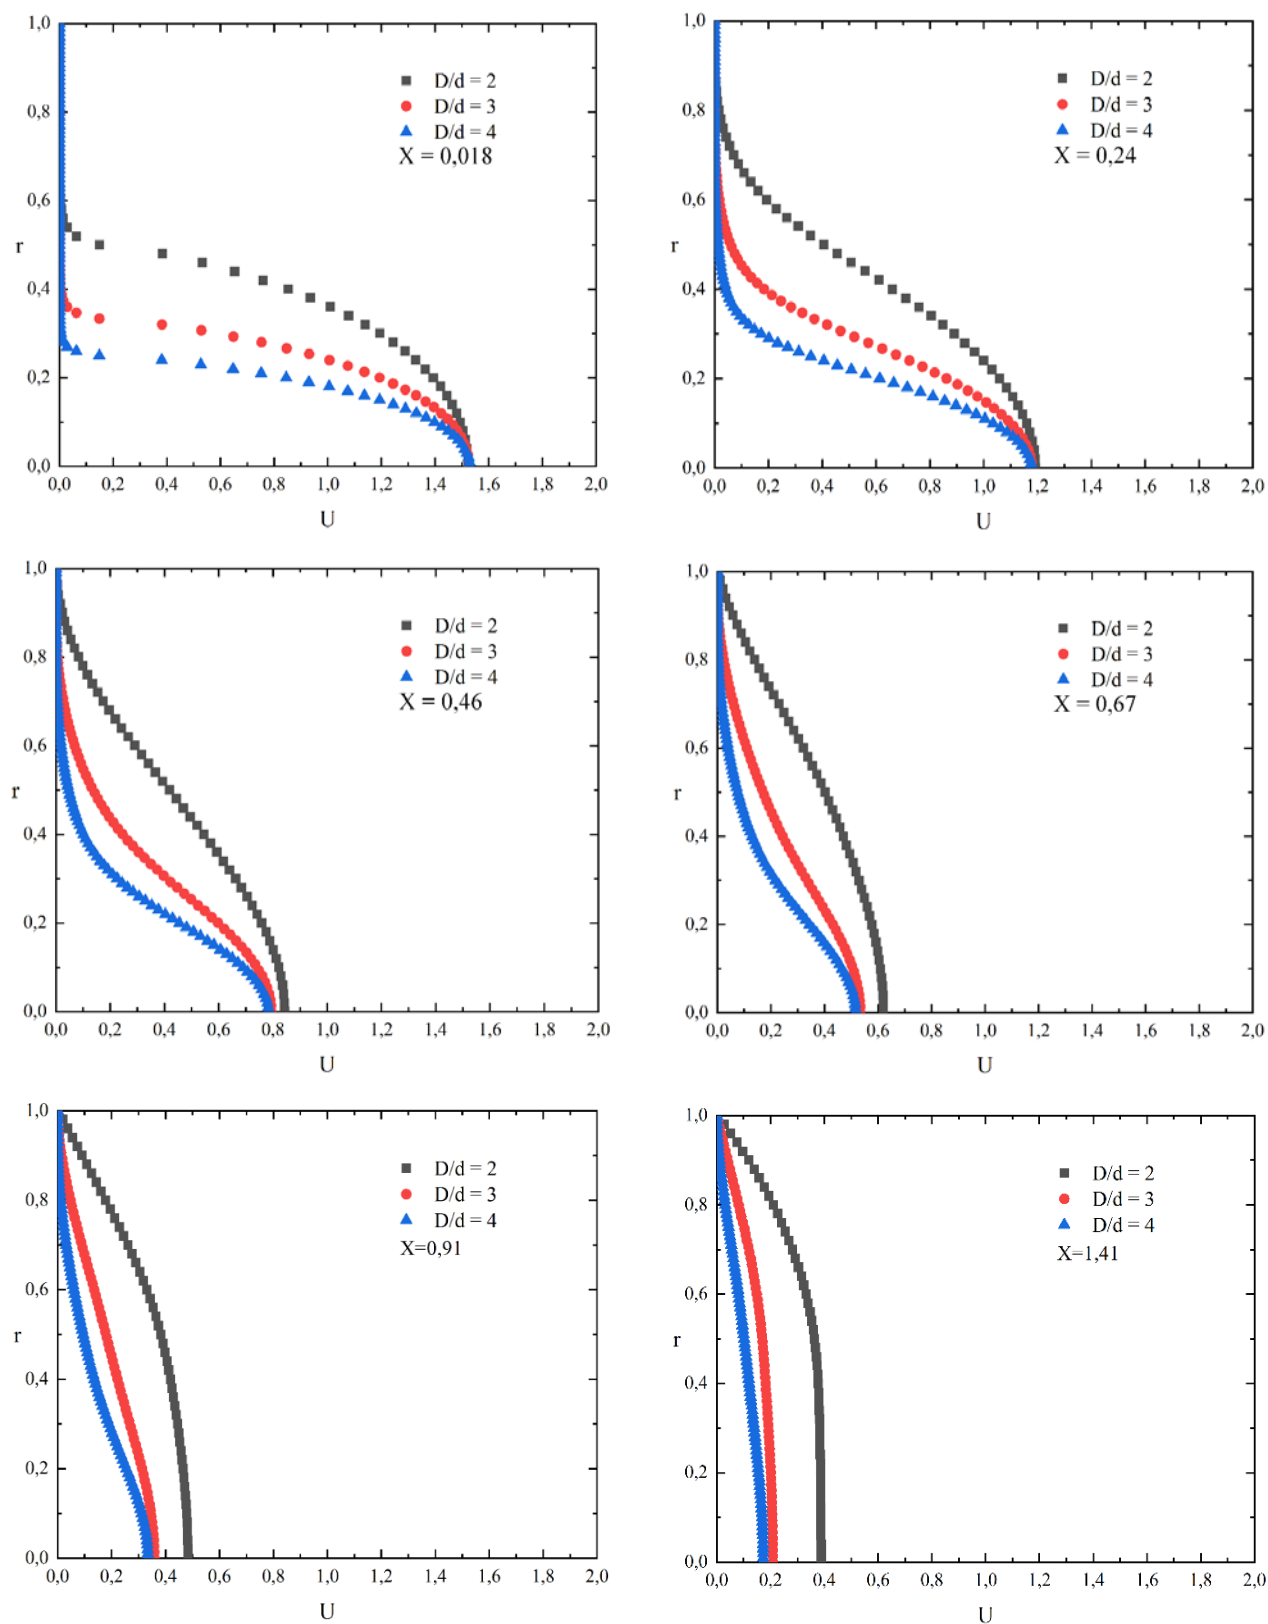 1,0
0,8
0,6
r
0,4
0,2
0,0
D/d = 2
D/d = 3
D/d = 4
X = 0,018
0,0 0,2 0,4 0,6 0,8 1,0 1,2 1,4 1,6 1,8 2,0
U
1,0
0,8
0,6
r
0,4
0,2
0,0
D/d = 2
D/d = 3
D/d = 4
X = 0,24
0,0 0,2 0,4 0,6 0,8 1,0 1,2 1,4 1,6 1,8 2,0
U
1,0
0,8
0,6
r
0,4
0,2
0,0
D/d = 2
D/d = 3
D/d = 4
X = 0,46
0,0 0,2 0,4 0,6 0,8 1,0 1,2 1,4 1,6 1,8 2,0
U
1,0
0,8
0,6
r
0,4
0,2
0,0
D/d = 2
D/d = 3
D/d = 4
X = 0,67
0,0 0,2 0,4 0,6 0,8 1,0 1,2 1,4 1,6 1,8 2,0
U
1,0
0,8
0,6
r
0,4
0,2
0,0
D/d = 2
D/d = 3
D/d = 4
X=0,91
0,0 0,2 0,4 0,6 0,8 1,0 1,2 1,4 1,6 1,8 2,0
U
1,0
0,8
0,6
r
0,4
0,2
0,0
D/d = 2
D/d = 3
D/d = 4
X=1,41
0,0 0,2 0,4 0,6 0,8 1,0 1,2 1,4 1,6 1,8 2,0
U